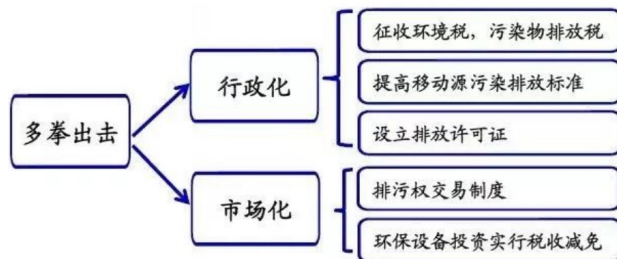 多拳出击
行政化
征收环境税，污染物排放税
提高移动源污染排放标准
设立排放许可证
市场化
排污权交易制度
环保设备投资实行税收减免